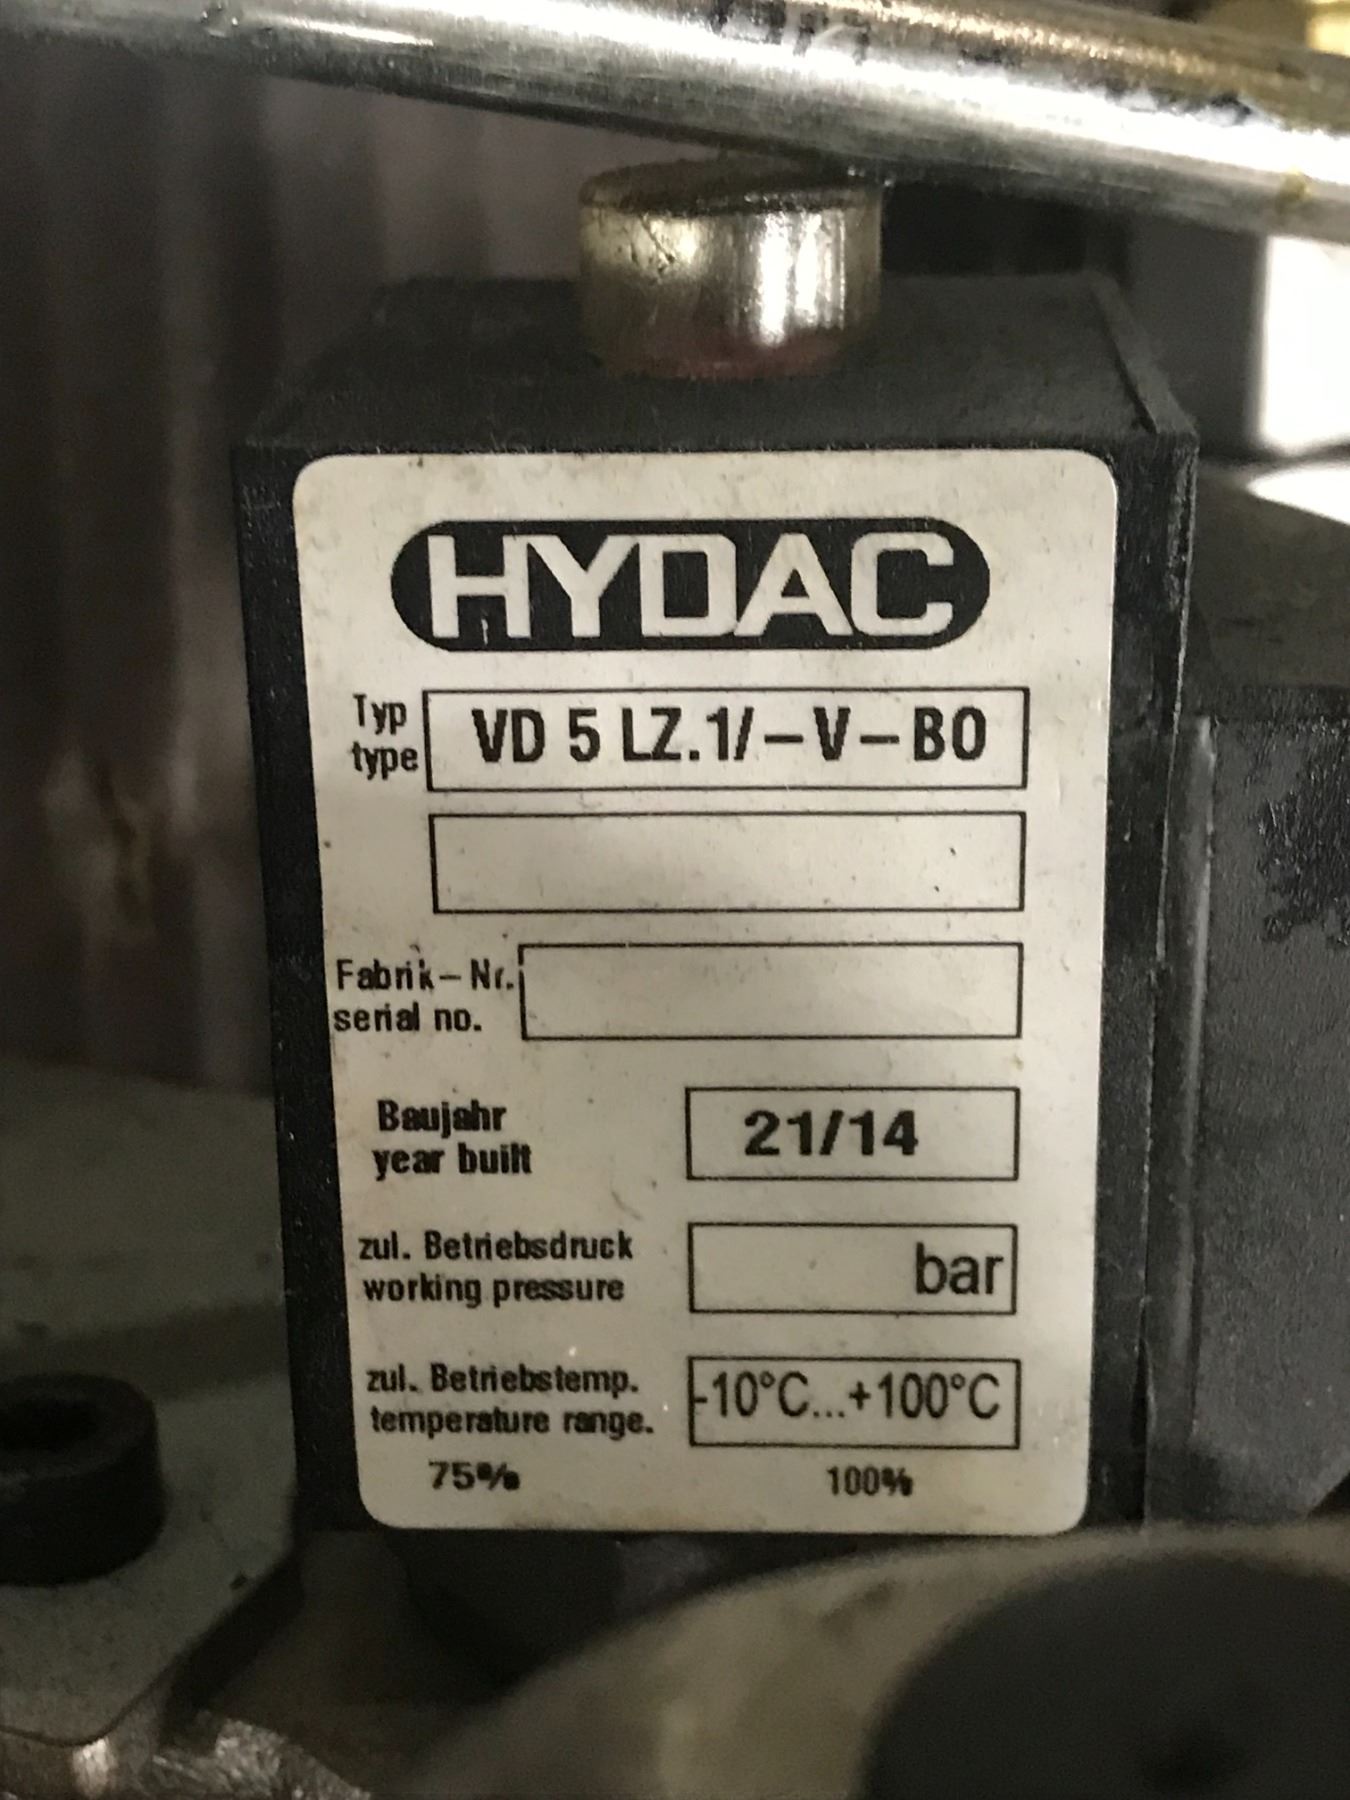 HYDAC
Typ
type
VD 5 LZ.1/–V–B0
Fabrik–Nr.
serial no.
Baujahr
year built
21/14
zul. Betriebsdruck
working pressure
bar
zul. Betriebstemp.
temperature range.
-10°C...+100°C
75% 100%